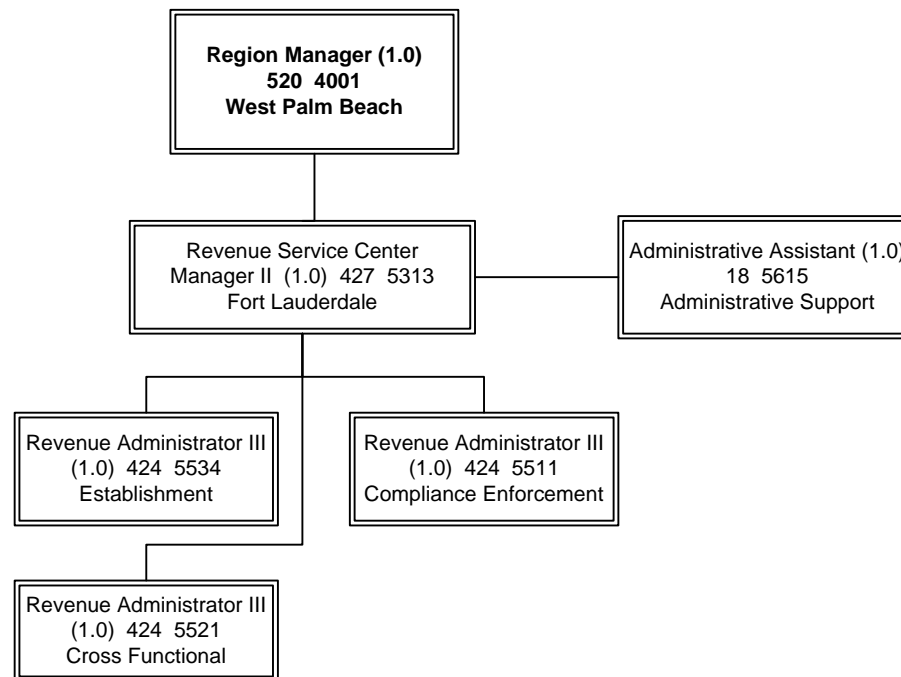 Region Manager (1.0)
520 4001
West Palm Beach
Revenue Service Center
Manager II (1.0) 427 5313
Fort Lauderdale
Administrative Assistant (1.0)
18 5615
Administrative Support
Revenue Administrator III
(1.0) 424 5534
Establishment
Revenue Administrator III
(1.0) 424 5511
Compliance Enforcement
Revenue Administrator III
(1.0) 424 5521
Cross Functional